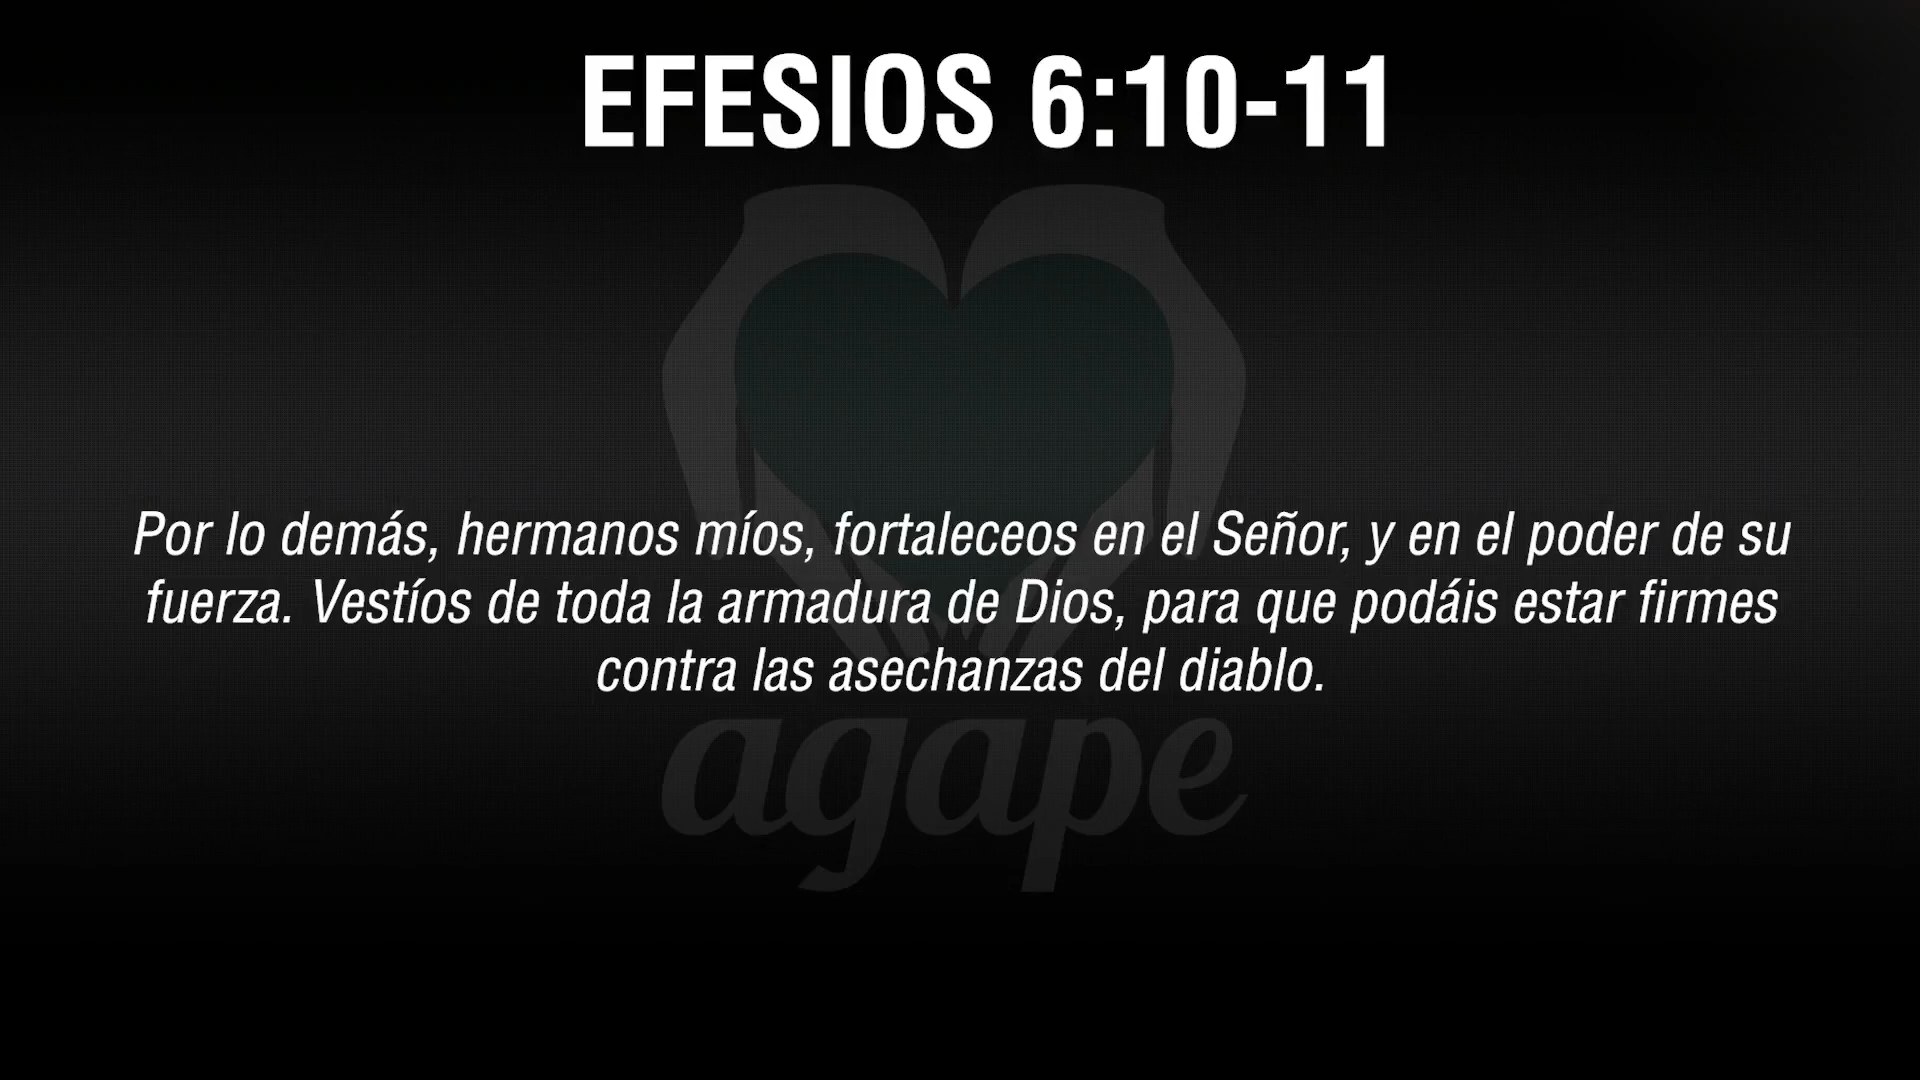 EFESIOS 6:10-11
Por lo demás, hermanos míos, fortaleceos en el Señor, y en el poder de su
fuerza. Vestíos de toda la armadura de Dios, para que podáis estar firmes
contra las asechanzas del diablo.
agape